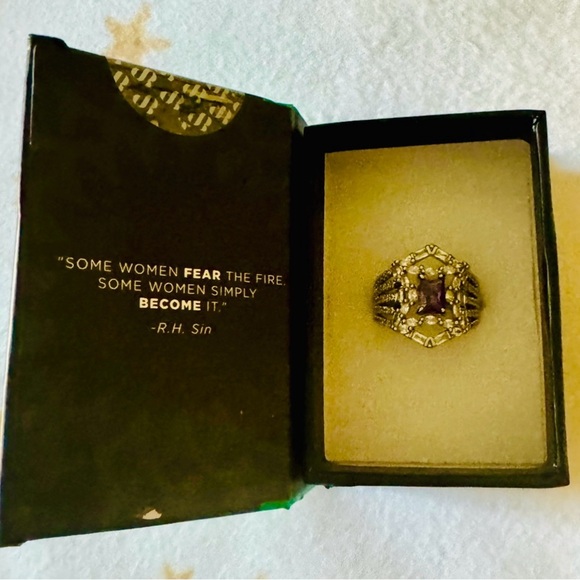 "SOME WOMEN FEAR THE FIRE.
SOME WOMEN SIMPLY
BECOME IT."
-R.H. Sin